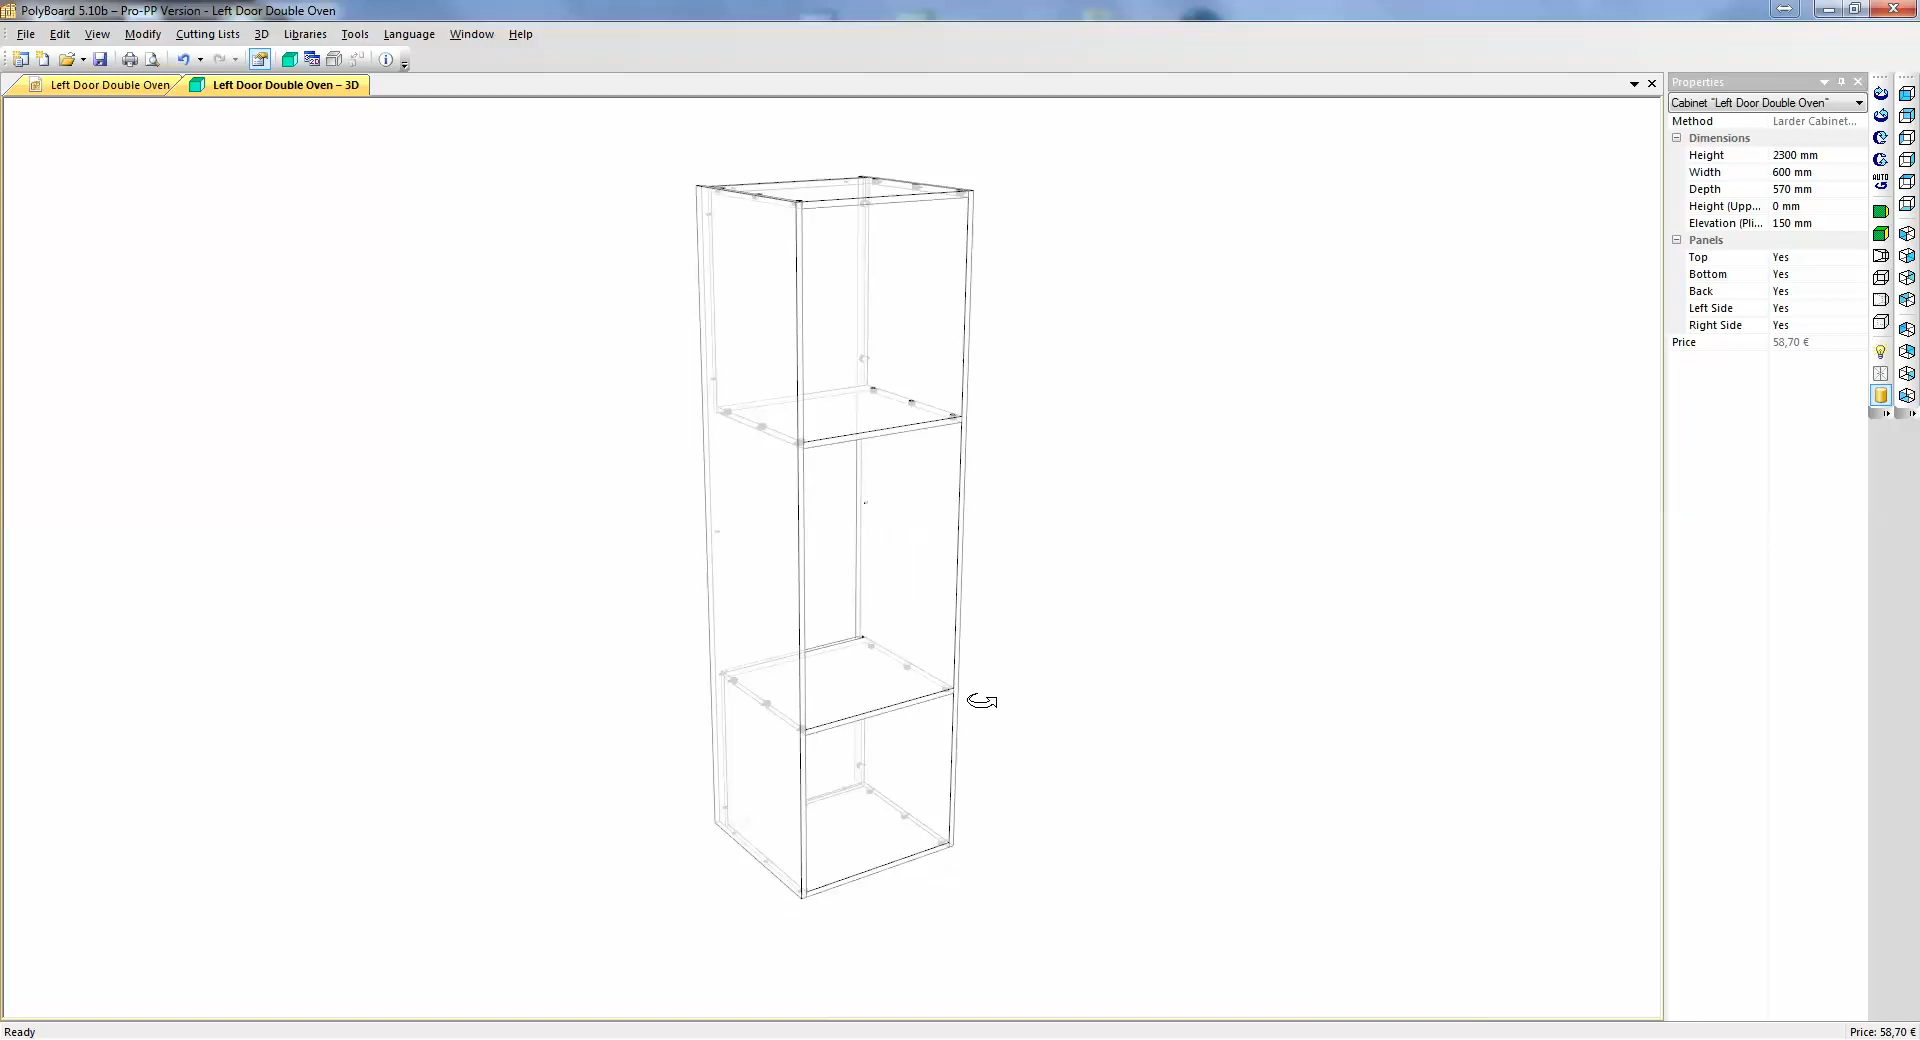 PolyBoard 5.10b – Pro-PP Version - Left Door Double Oven
File Edit View Modify Cutting Lists 3D Libraries Tools Language Window Help
Left Door Double Oven
Left Door Double Oven – 3D
Properties
Cabinet "Left Door Double Oven"
Method Larder Cabinet...
Dimensions
Height 2300 mm
Width 600 mm
Depth 570 mm
Height (Upp... 0 mm
Elevation (Pli... 150 mm
Panels
Top Yes
Bottom Yes
Back Yes
Left Side Yes
Right Side Yes
Price 58,70 €
AUTO
Ready
Price: 58,70 €